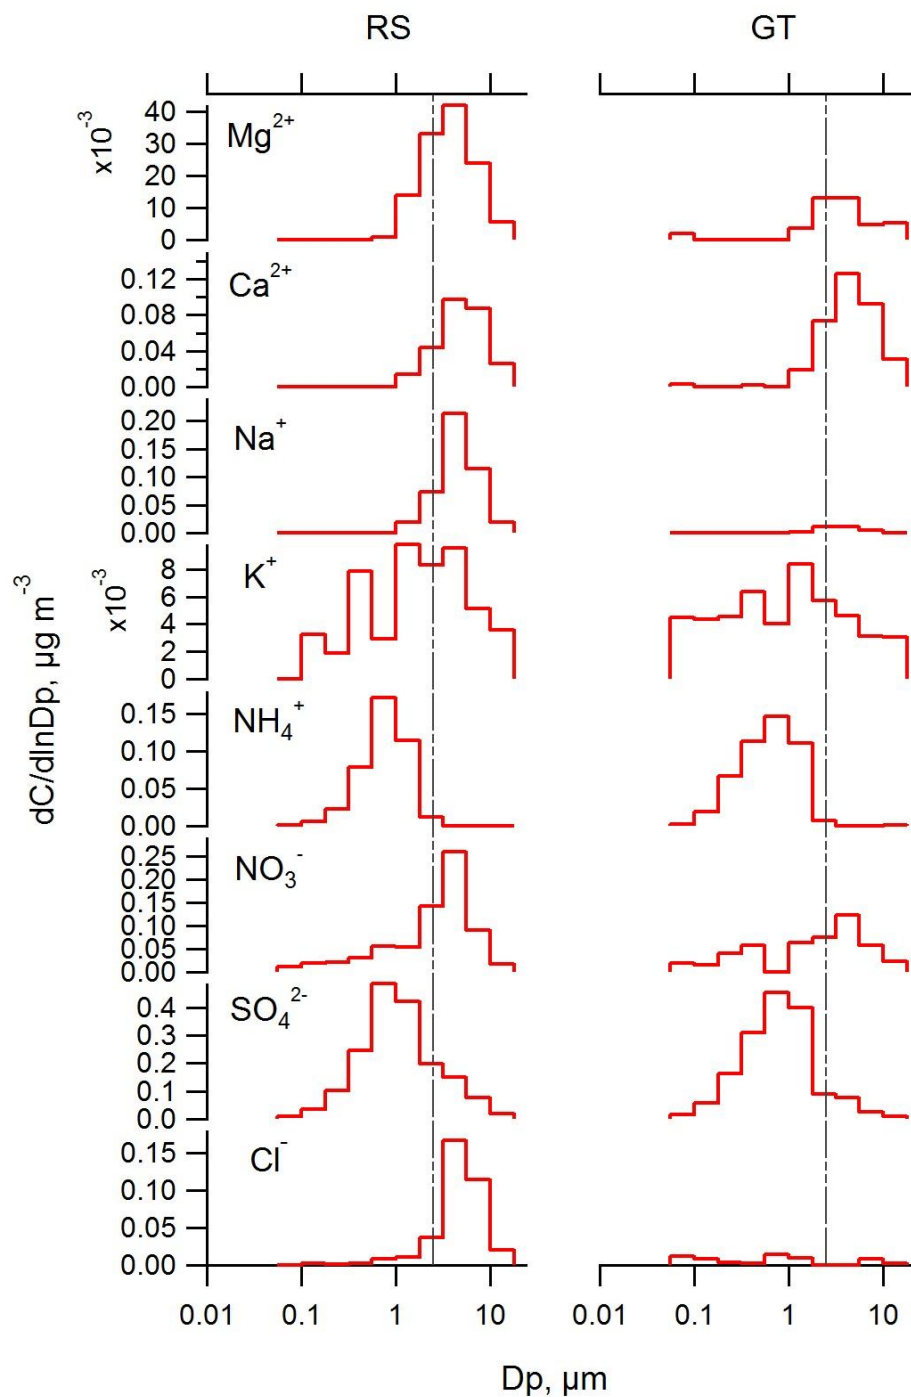 RS GT
x10⁻³
40
30
20
10
0
Mg²⁺
0.12
0.08
0.04
0.00
Ca²⁺
0.20
0.15
0.10
0.05
0.00
Na⁺
x10⁻³
8
6
4
2
0
K⁺
0.15
0.10
0.05
0.00
NH₄⁺
0.25
0.20
0.15
0.10
0.05
0.00
NO₃⁻
0.4
0.3
0.2
0.1
0.0
SO₄²⁻
0.15
0.10
0.05
0.00
Cl⁻
dC/dlnDp, µg m⁻³
0.01 0.1 1 10 0.01 0.1 1 10
Dp, µm